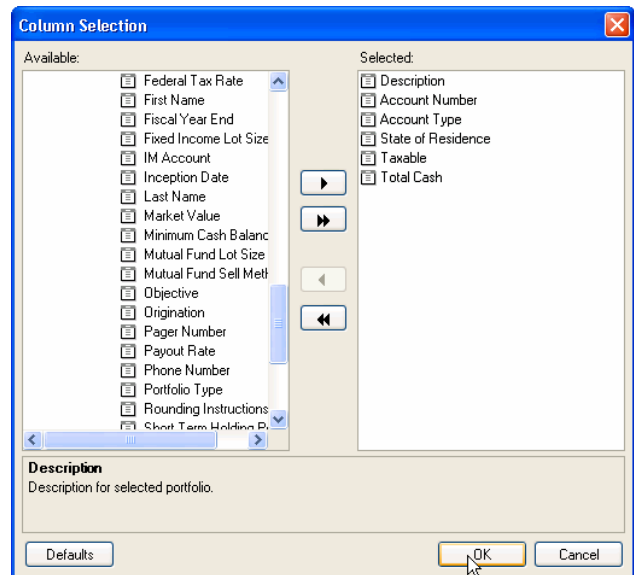 Column Selection
Available:
Federal Tax Rate
First Name
Fiscal Year End
Fixed Income Lot Size
IM Account
Inception Date
Last Name
Market Value
Minimum Cash Balanc
Mutual Fund Lot Size
Mutual Fund Sell Meth
Objective
Origination
Pager Number
Payout Rate
Phone Number
Portfolio Type
Rounding Instructions
Short Term Holding P
Selected:
Description
Account Number
Account Type
State of Residence
Taxable
Total Cash
Description
Description for selected portfolio.
Defaults
OK
Cancel